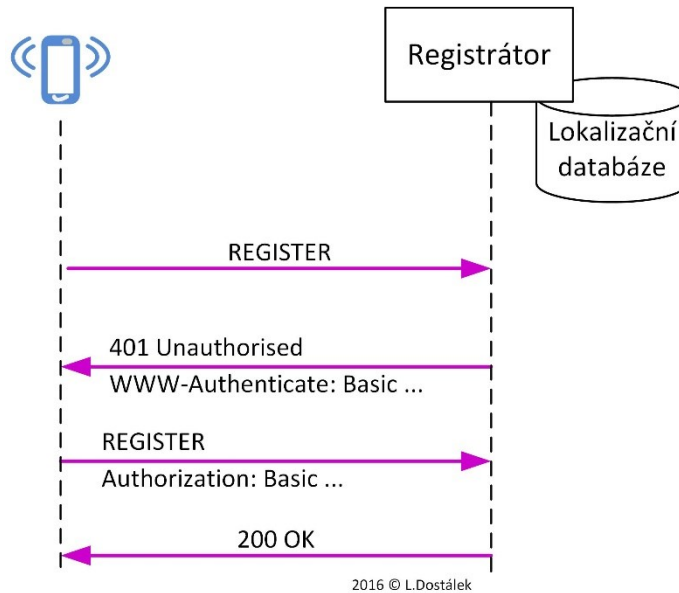 Registrátor
Lokalizační
databáze
REGISTER
401 Unauthorised
WWW-Authenticate: Basic ...
REGISTER
Authorization: Basic ...
200 OK
2016 © L.Dostálek